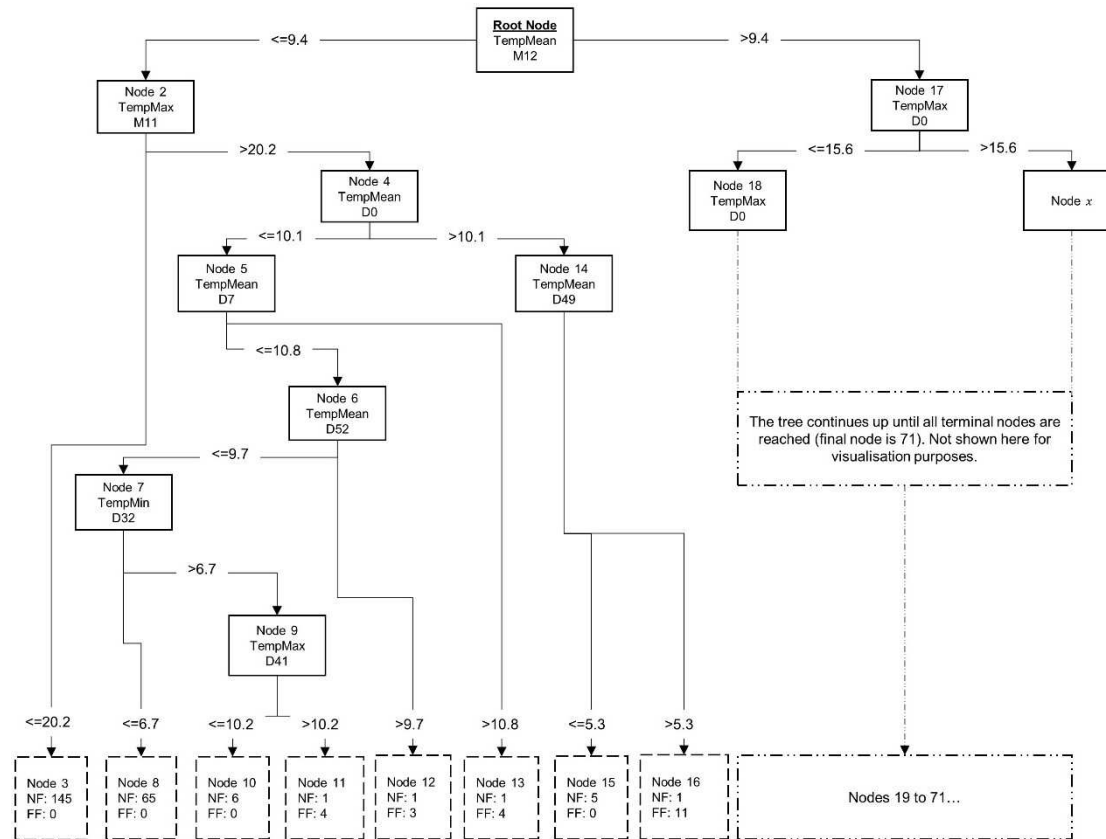 Root Node
TempMean
M12
<=9.4
>9.4
Node 2
TempMax
M11
Node 17
TempMax
D0
>20.2
<=15.6
>15.6
Node 4
TempMean
D0
Node 18
TempMax
D0
Node x
<=10.1
>10.1
Node 5
TempMean
D7
Node 14
TempMean
D49
<=10.8
Node 6
TempMean
D52
The tree continues up until all terminal nodes are
reached (final node is 71). Not shown here for
visualisation purposes.
<=9.7
Node 7
TempMin
D32
>6.7
Node 9
TempMax
D41
<=20.2
<=6.7
<=10.2
>10.2
>9.7
>10.8
<=5.3
>5.3
Node 3
NF: 145
FF: 0
Node 8
NF: 65
FF: 0
Node 10
NF: 6
FF: 0
Node 11
NF: 1
FF: 4
Node 12
NF: 1
FF: 3
Node 13
NF: 1
FF: 4
Node 15
NF: 5
FF: 0
Node 16
NF: 1
FF: 11
Nodes 19 to 71...